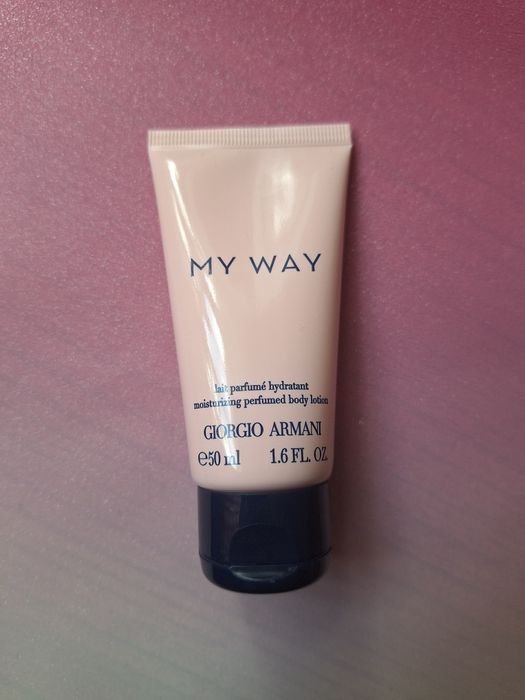 MY WAY
lait parfumé hydratant
moisturizing perfumed body lotion
GIORGIO ARMANI
℮50 ml 1.6 FL. OZ.